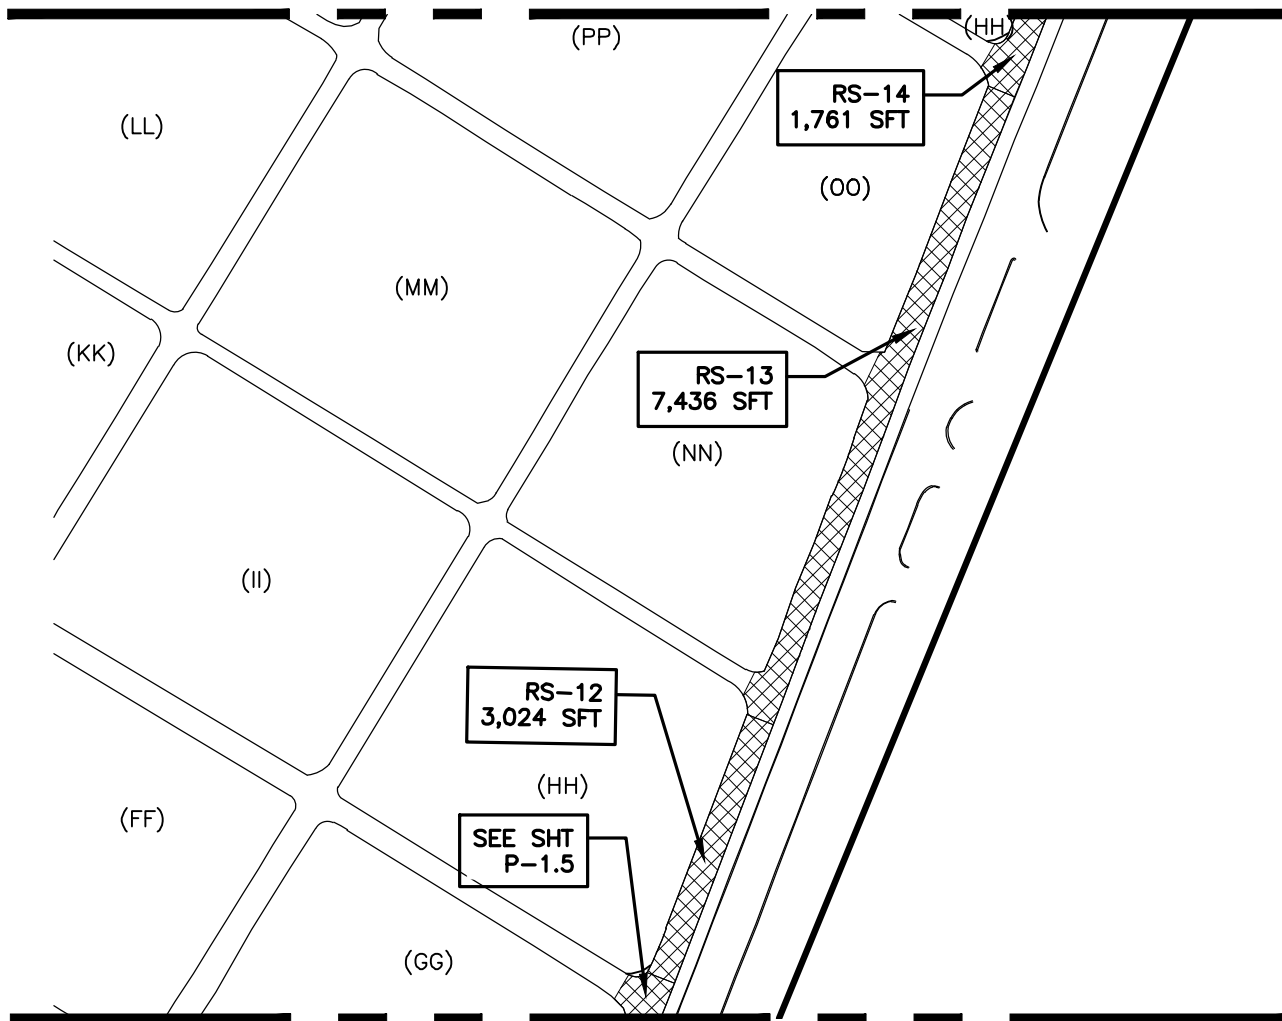 (PP)
(HH)
RS-14
1,761 SFT
(LL)
(OO)
(MM)
(KK)
RS-13
7,436 SFT
(NN)
(II)
RS-12
3,024 SFT
(HH)
(FF)
SEE SHT
P-1.5
(GG)